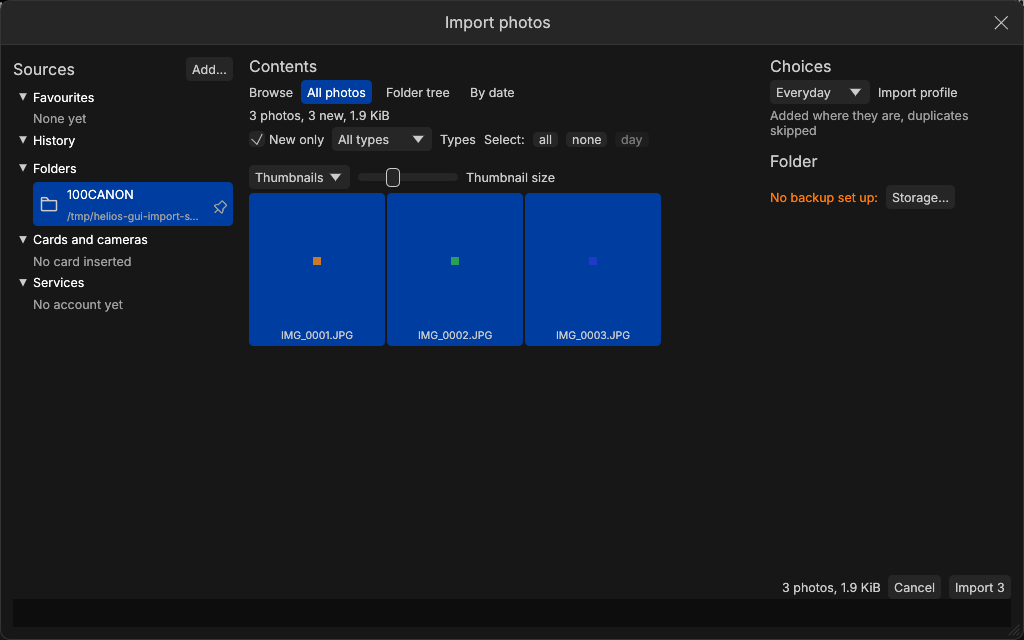 Import photos
Sources
Add...
Favourites
None yet
History
Folders
100CANON
/tmp/helios-gui-import-s...
Cards and cameras
No card inserted
Services
No account yet
Contents
Browse All photos Folder tree By date
3 photos, 3 new, 1.9 KiB
New only All types Types Select: all none day
Thumbnails Thumbnail size
IMG_0001.JPG IMG_0002.JPG IMG_0003.JPG
Choices
Everyday Import profile
Added where they are, duplicates
skipped
Folder
No backup set up: Storage...
3 photos, 1.9 KiB Cancel Import 3